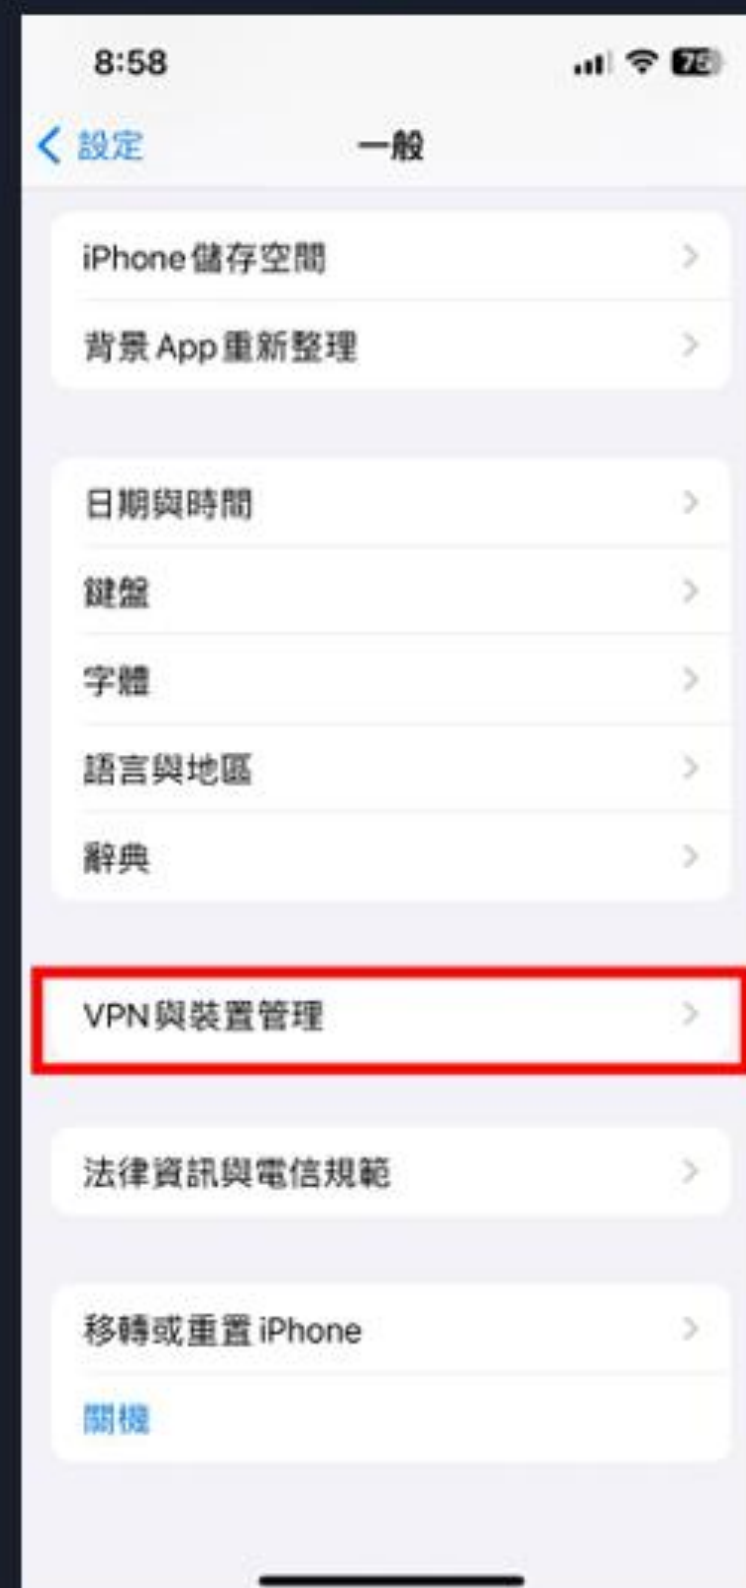 8:58
75
設定
一般
iPhone儲存空間
背景App重新整理
日期與時間
鍵盤
字體
語言與地區
辭典
VPN與裝置管理
法律資訊與電信規範
移轉或重置iPhone
關機